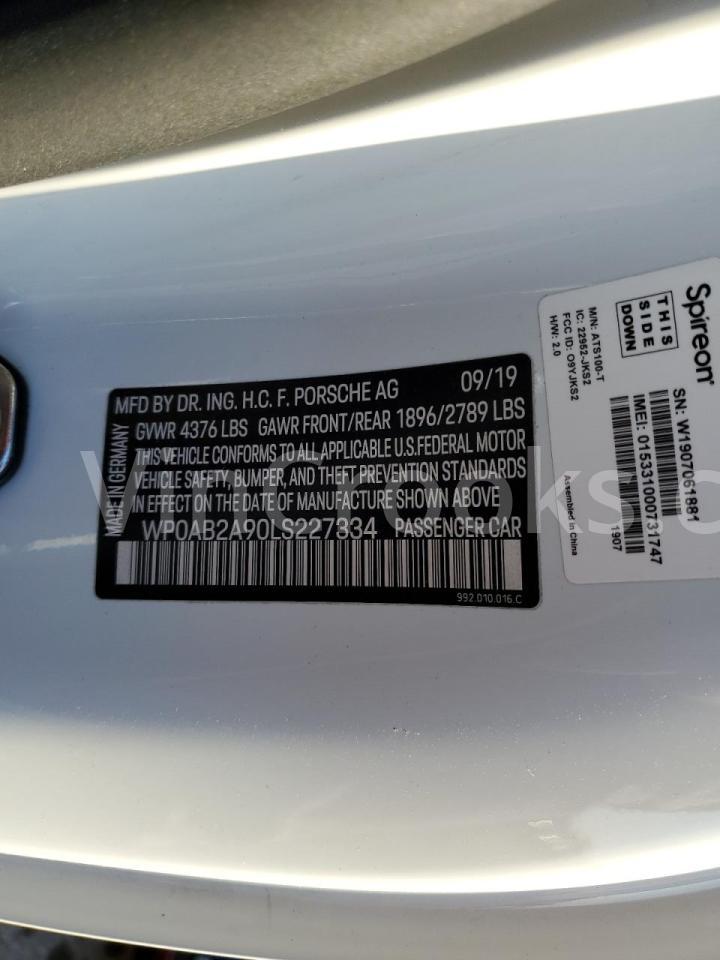 MADE IN GERMANY
MFD BY DR. ING. H.C. F. PORSCHE AG 09/19
GVWR 4376 LBS GAWR FRONT/REAR 1896/2789 LBS
THIS VEHICLE CONFORMS TO ALL APPLICABLE U.S.FEDERAL MOTOR
VEHICLE SAFETY, BUMPER, AND THEFT PREVENTION STANDARDS
IN EFFECT ON THE DATE OF MANUFACTURE SHOWN ABOVE
WP0AB2A90LS227334 PASSENGER CAR
992.010.016.C
Spireon
THIS
SIDE
DOWN
M/N: ATS100-T
IC: 22952-JKS2
FCC ID: O9YJKS2
H/W: 2.0
SN: W1907061881
IMEI: 015331000731747
Assembled in China
1907